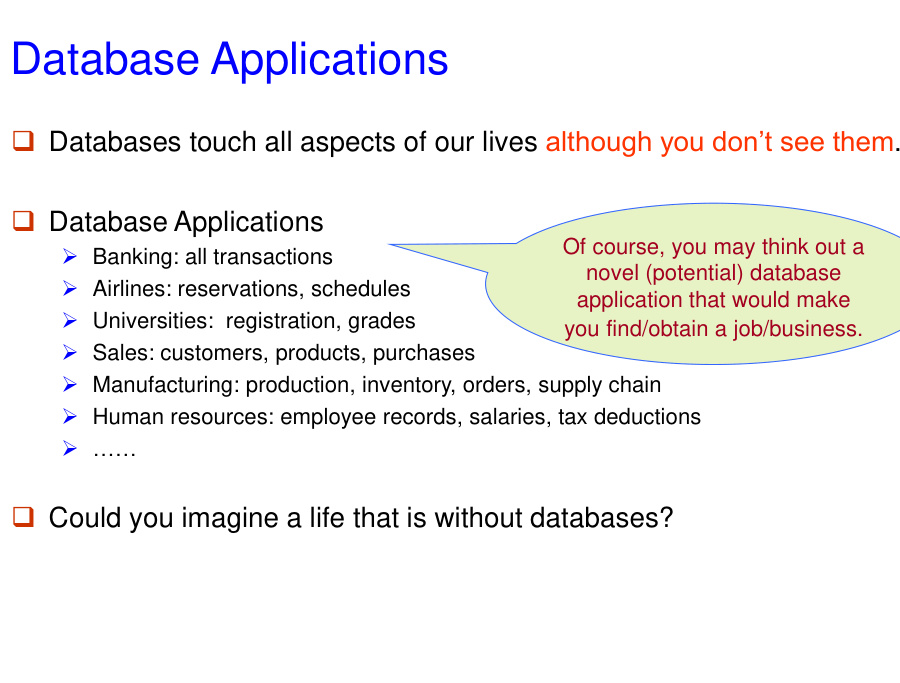 Database Applications
Databases touch all aspects of our lives although you don’t see them.
Database Applications
Banking: all transactions
Airlines: reservations, schedules
Universities:  registration, grades
Sales: customers, products, purchases
Manufacturing: production, inventory, orders, supply chain
Human resources: employee records, salaries, tax deductions
……
Of course, you may think out a
novel (potential) database
application that would make
you find/obtain a job/business.
Could you imagine a life that is without databases?